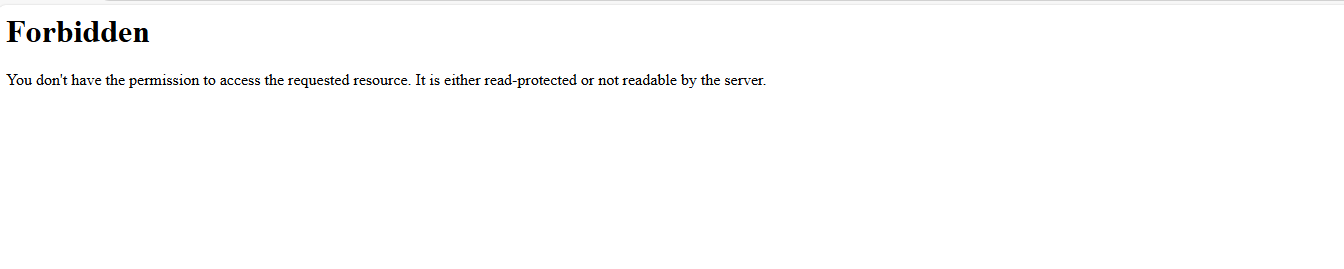 Forbidden
You don't have the permission to access the requested resource. It is either read-protected or not readable by the server.